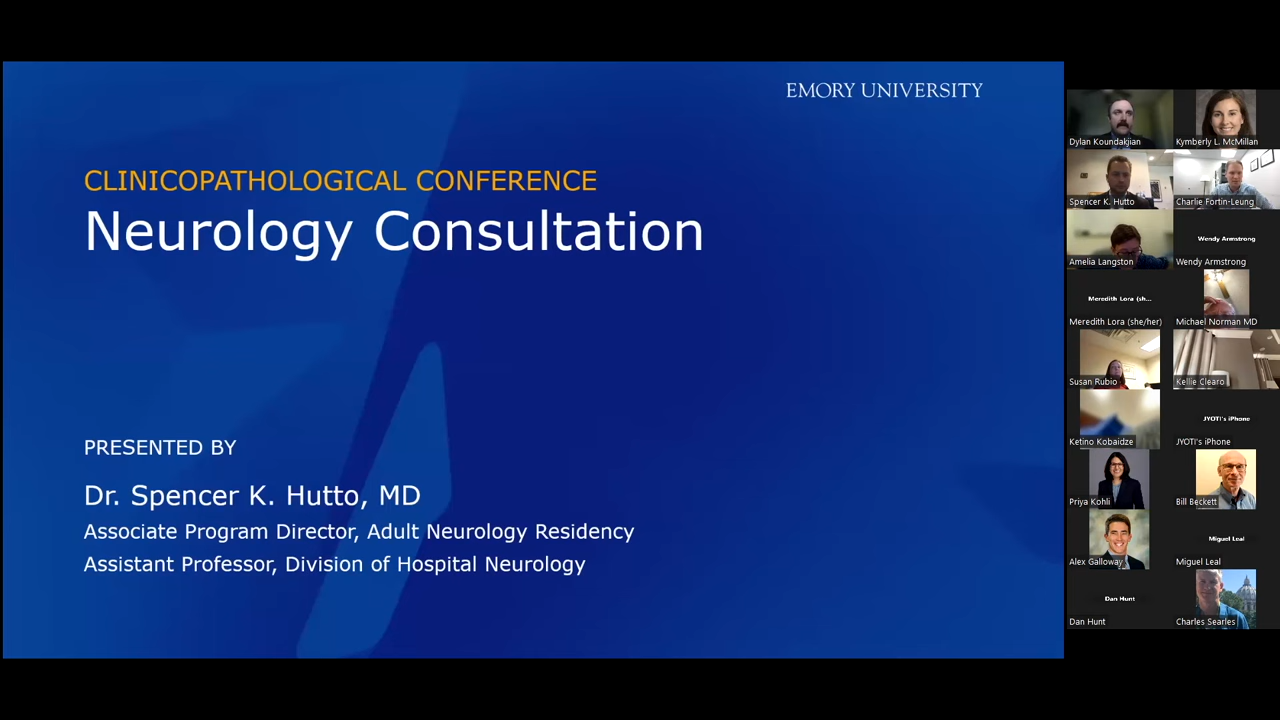 EMORY UNIVERSITY
CLINICOPATHOLOGICAL CONFERENCE
Neurology Consultation
PRESENTED BY
Dr. Spencer K. Hutto, MD
Associate Program Director, Adult Neurology Residency
Assistant Professor, Division of Hospital Neurology
Dylan Koundakjian
Kymberly L. McMillan
Spencer K. Hutto
Charlie Fortin-Leung
Amelia Langston
Wendy Armstrong
Wendy Armstrong
Meredith Lora (sh...
Meredith Lora (she/her)
Michael Norman MD
Susan Rubio
Kellie Clearo
Ketino Kobaidze
JYOTI's iPhone
JYOTI's iPhone
Priya Kohli
Bill Beckett
Alex Galloway
Miguel Leal
Miguel Leal
Dan Hunt
Dan Hunt
Charles Searles